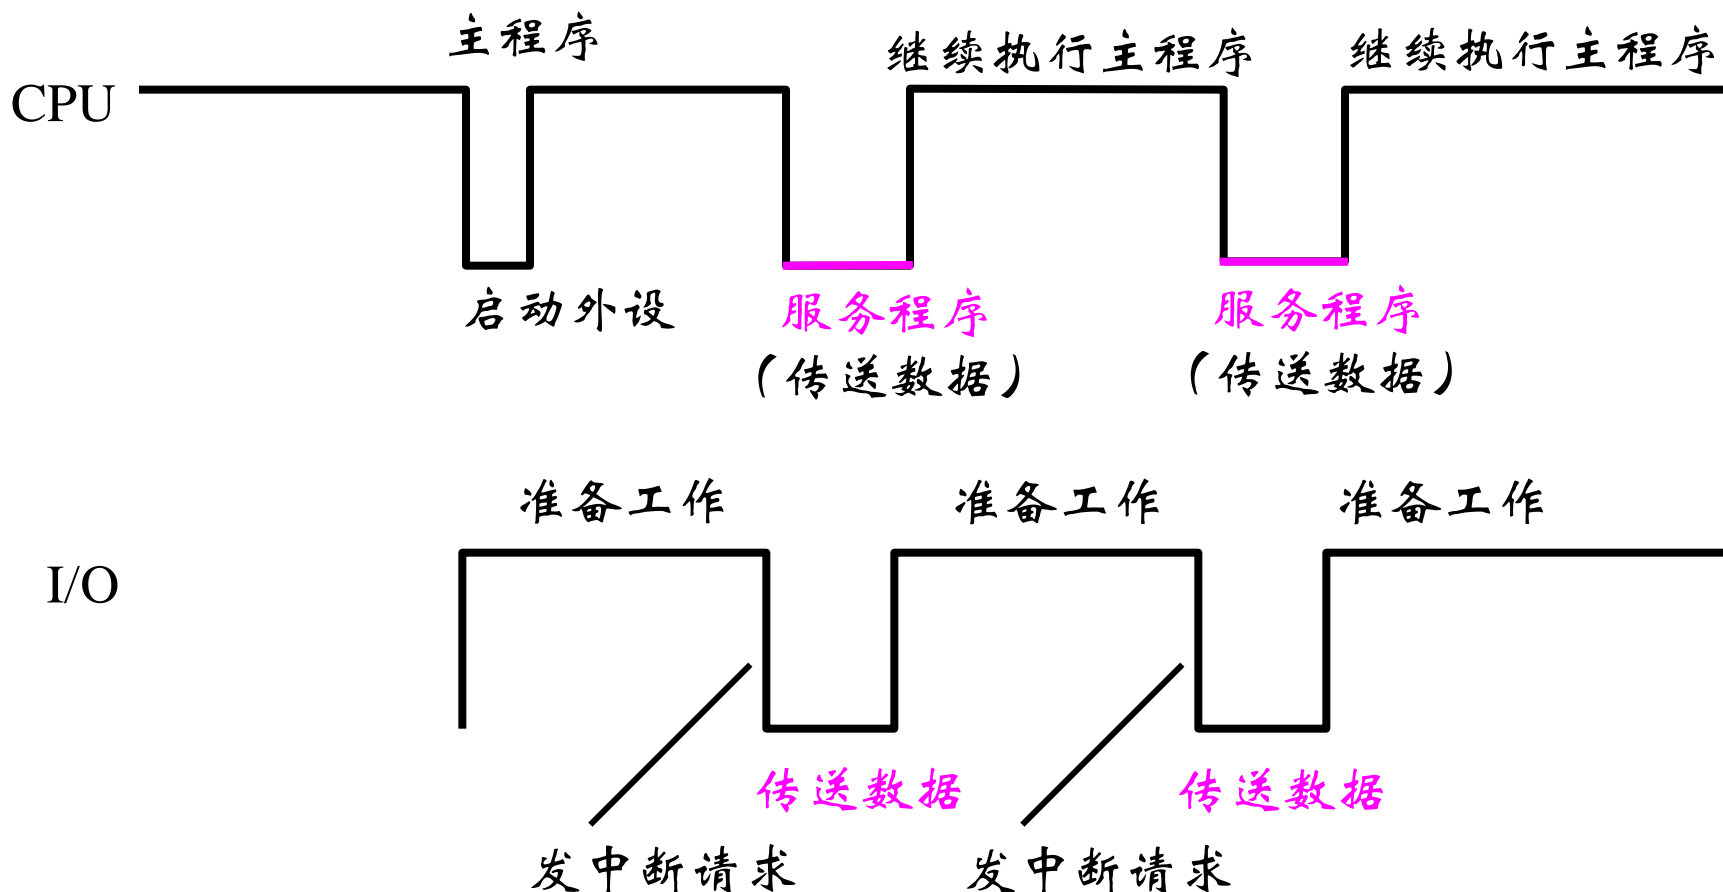 主程序
继续执行主程序
继续执行主程序
CPU
启动外设
服务程序
服务程序
(传送数据)
(传送数据)
准备工作
准备工作
准备工作
I/O
传送数据
传送数据
发中断请求
发中断请求